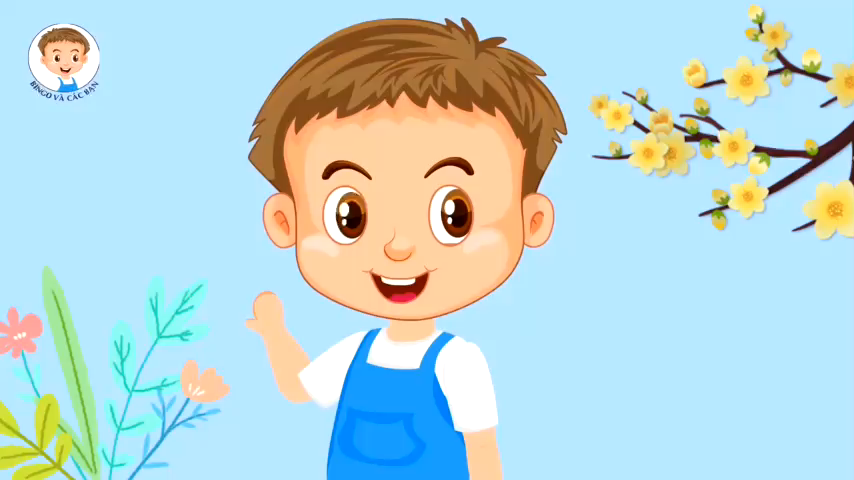 BINGO VÀ CÁC BẠN